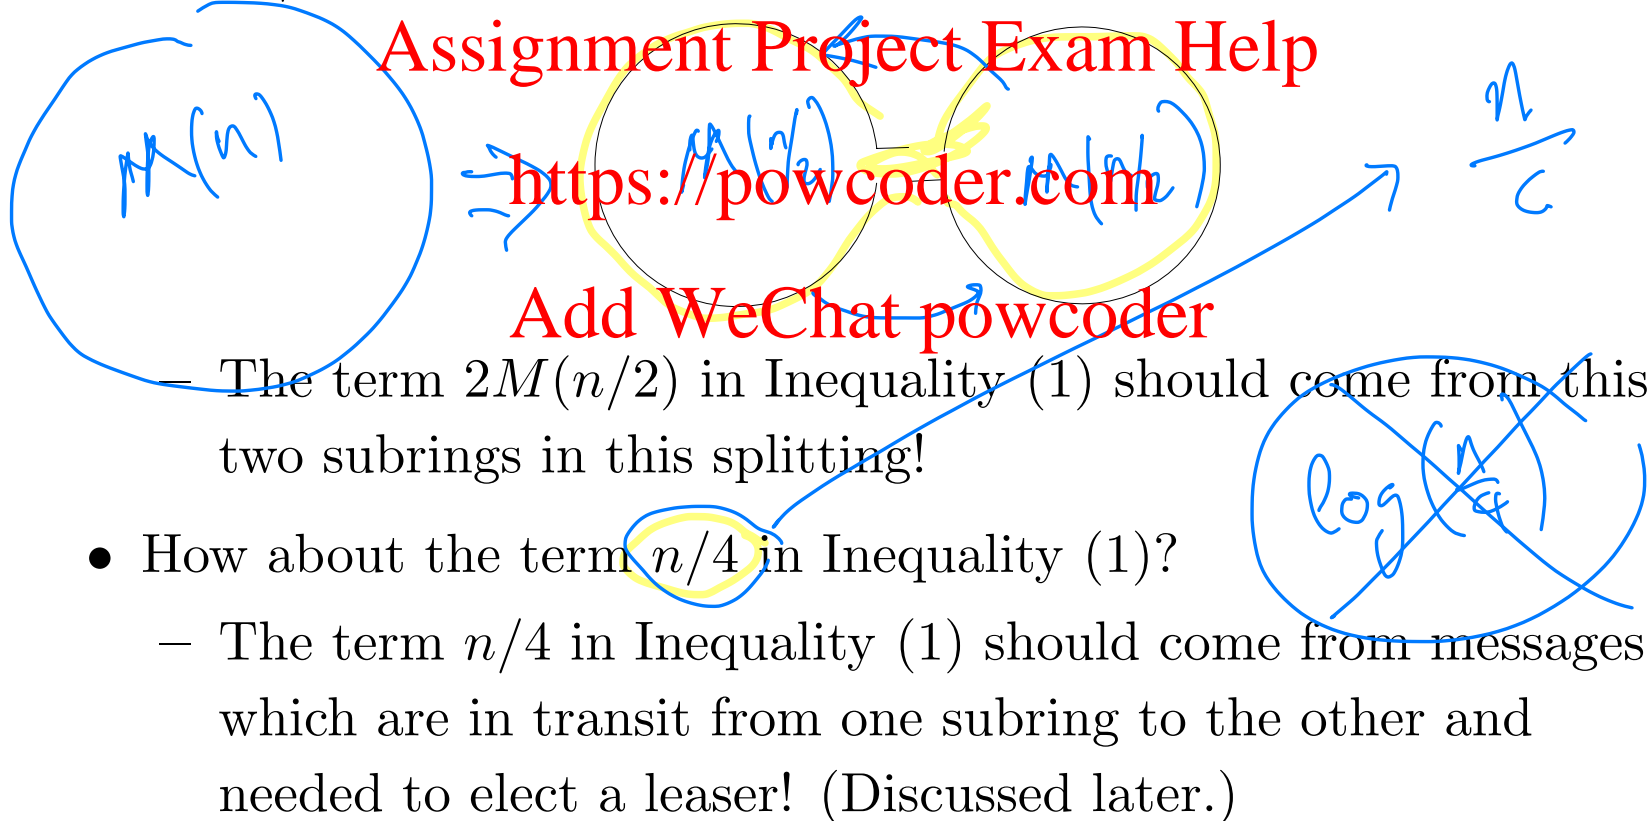 Assignment Project Exam Help
M(n) ⇒ M(n/2) M(n/2) n/c
https://powcoder.com
Add WeChat powcoder
– The term 2M(n/2) in Inequality (1) should come from this
two subrings in this splitting!
log(n/4)
• How about the term n/4 in Inequality (1)?
– The term n/4 in Inequality (1) should come from messages
which are in transit from one subring to the other and
needed to elect a leaser! (Discussed later.)